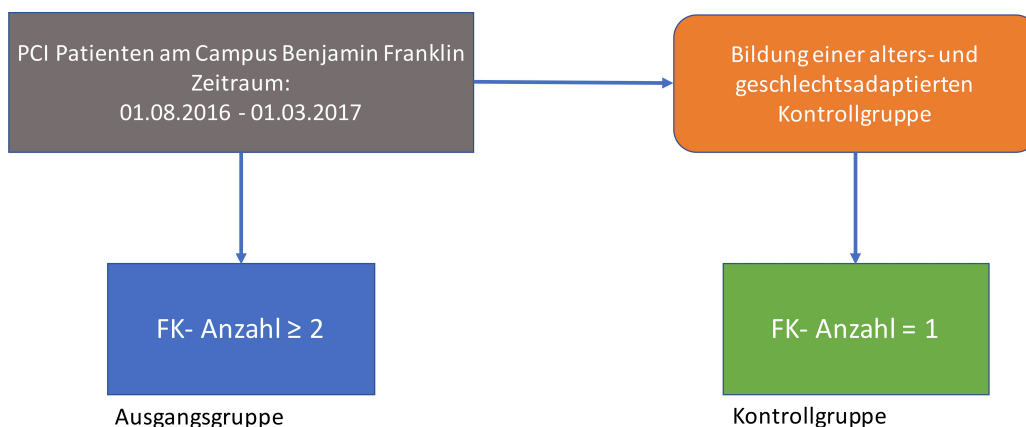 PCI Patienten am Campus Benjamin Franklin
Zeitraum:
01.08.2016 - 01.03.2017
Bildung einer alters- und
geschlechtsadaptierten
Kontrollgruppe
FK- Anzahl ≥ 2
FK- Anzahl = 1
Ausgangsgruppe
Kontrollgruppe